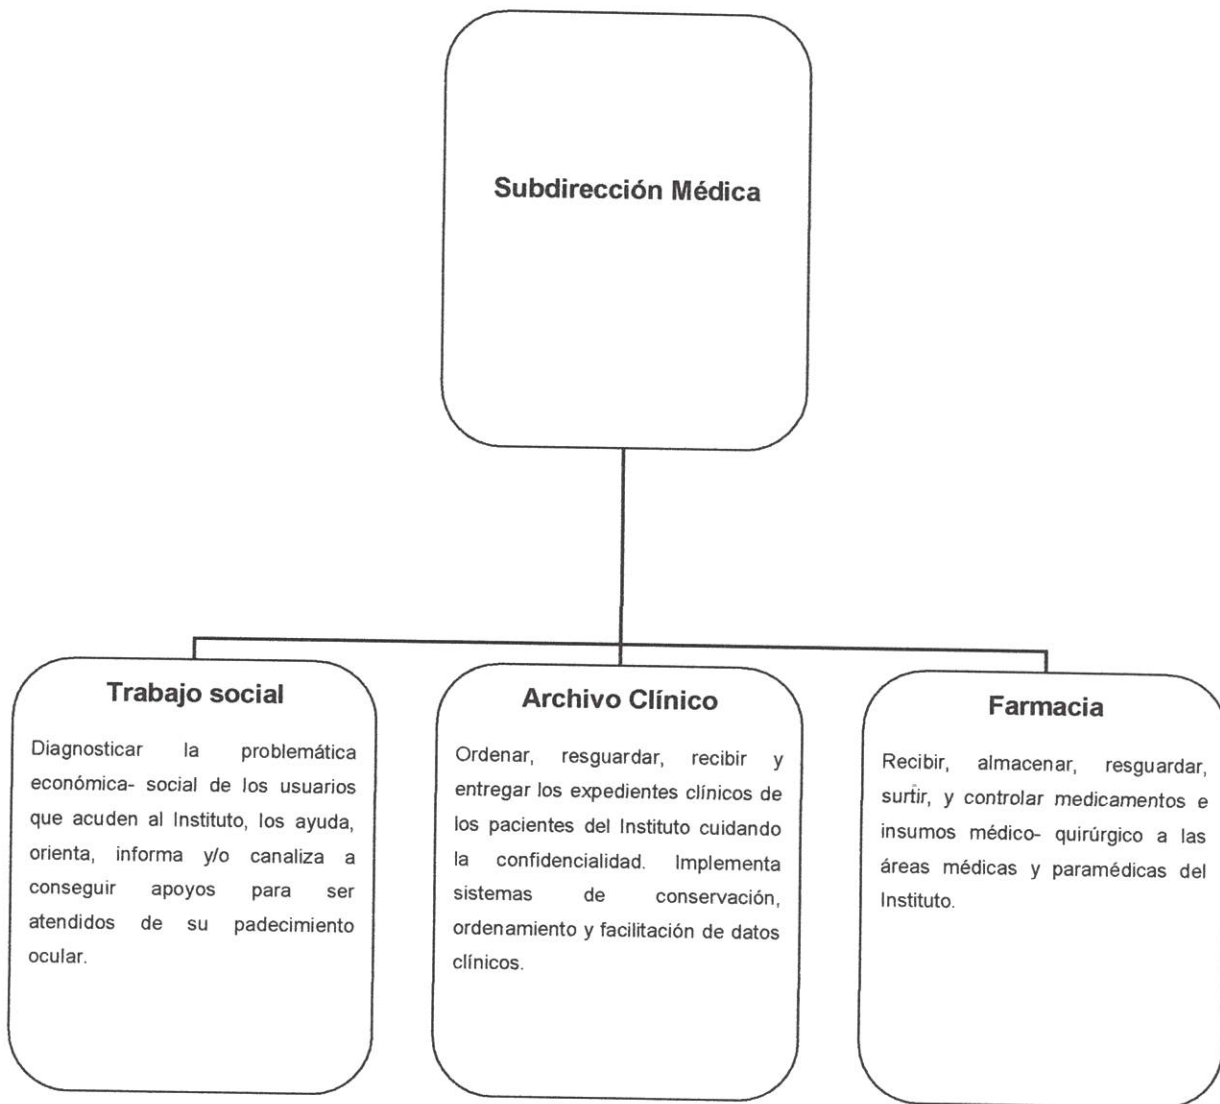 Subdirección Médica
Trabajo social
Diagnosticar la problemática
económica- social de los usuarios
que acuden al Instituto, los ayuda,
orienta, informa y/o canaliza a
conseguir apoyos para ser
atendidos de su padecimiento
ocular.
Archivo Clínico
Ordenar, resguardar, recibir y
entregar los expedientes clínicos de
los pacientes del Instituto cuidando
la confidencialidad. Implementa
sistemas de conservación,
ordenamiento y facilitación de datos
clínicos.
Farmacia
Recibir, almacenar, resguardar,
surtir, y controlar medicamentos e
insumos médico- quirúrgico a las
áreas médicas y paramédicas del
Instituto.